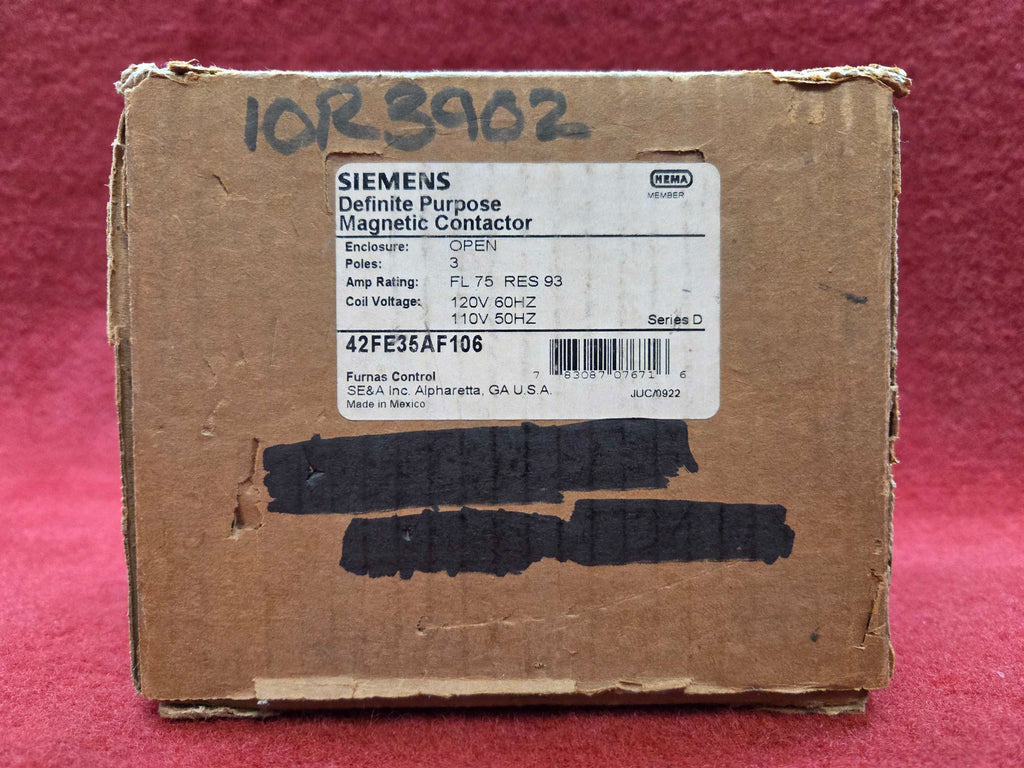 10R3902
SIEMENS
NEMA
MEMBER
Definite Purpose
Magnetic Contactor
Enclosure: OPEN
Poles: 3
Amp Rating: FL 75 RES 93
Coil Voltage: 120V 60HZ
110V 50HZ Series D
42FE35AF106
7 83087 07671 6
Furnas Control
SE&A Inc. Alpharetta, GA U.S.A. JUC/0922
Made in Mexico